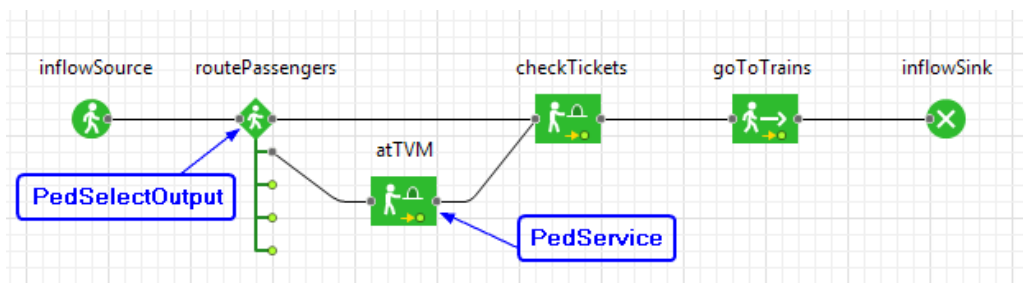 inflowSource
routePassengers
checkTickets
goToTrains
inflowSink
atTVM
PedSelectOutput
PedService